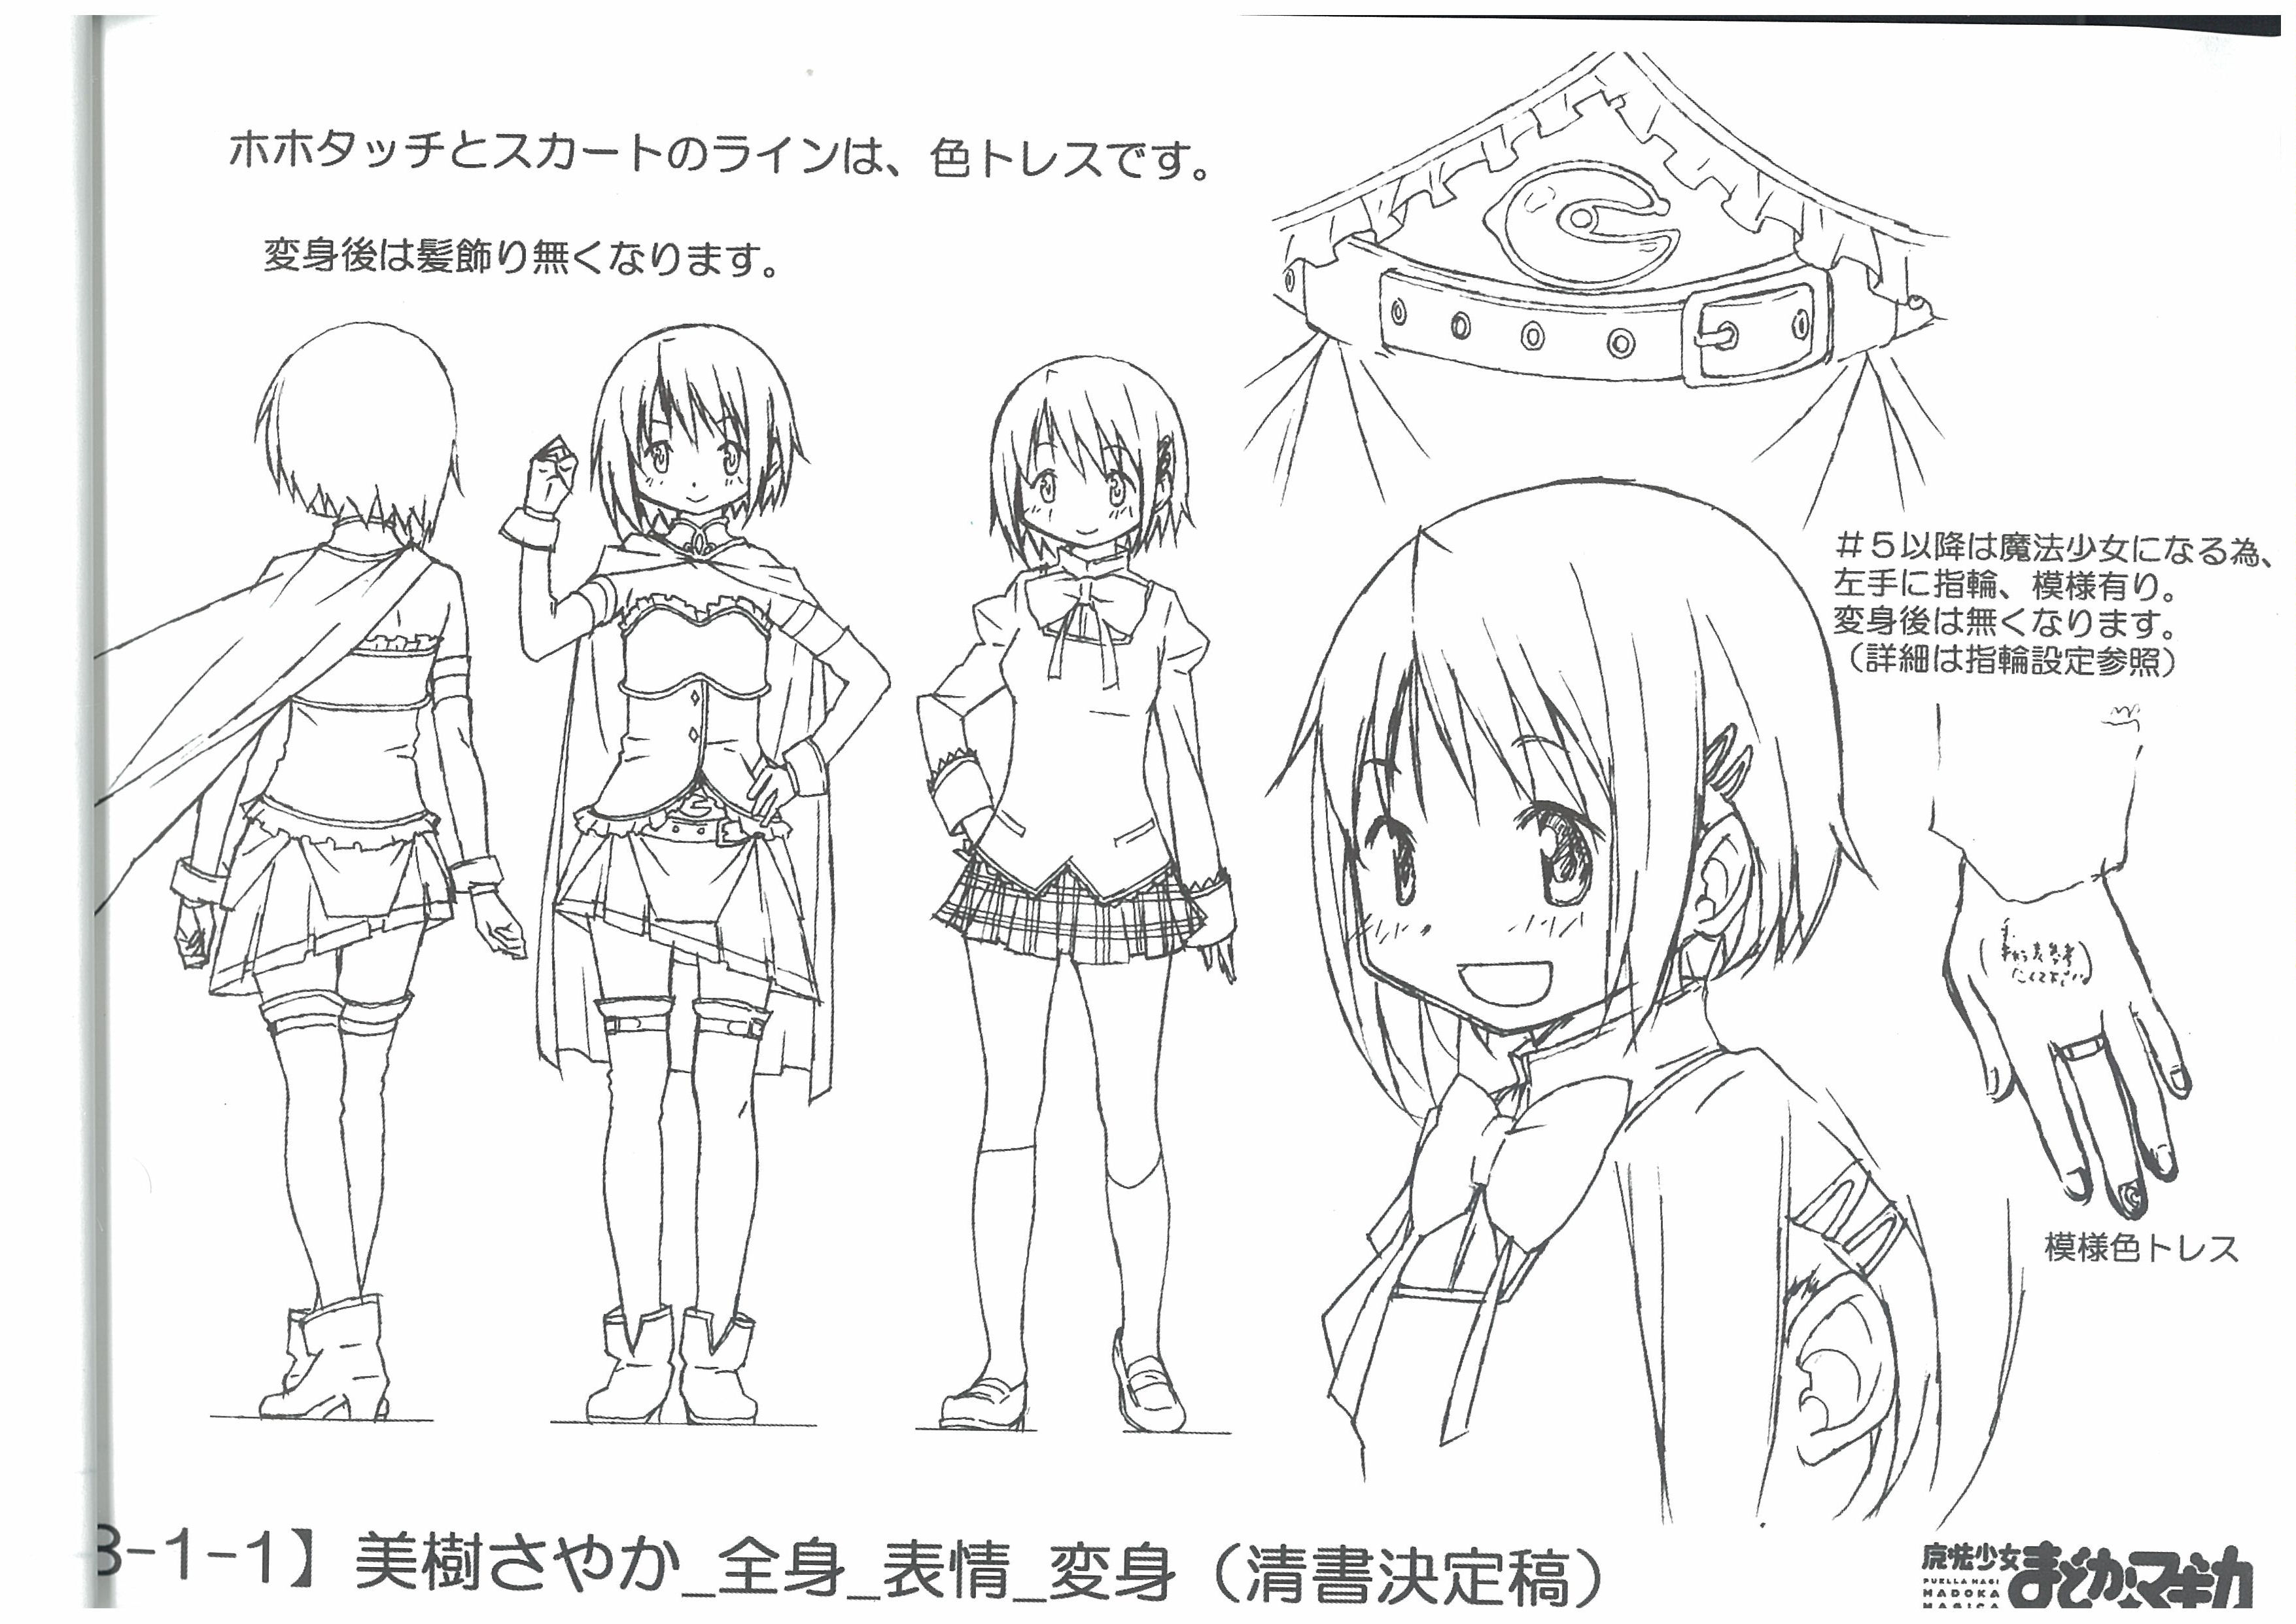 ホホタッチとスカートのラインは、色トレスです。
変身後は髪飾り無くなります。
#5以降は魔法少女になる為、
左手に指輪、模様有り。
変身後は無くなります。
(詳細は指輪設定参照)
模様色トレス
3-1-1】美樹さやか_全身_表情_変身(清書決定稿)
魔法少女
まどか☆マギカ
PUELLA MAGI
MADOKA
MAGICA